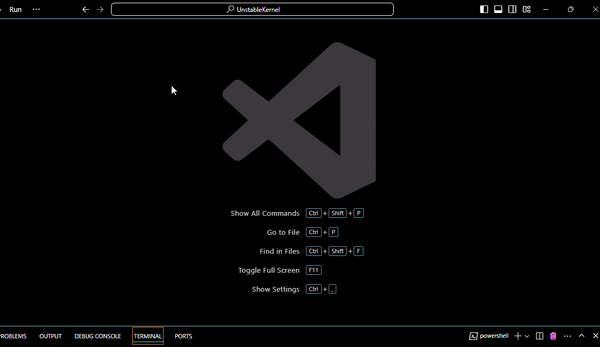 Run ···
UnstableKernel
Show All Commands Ctrl + Shift + P
Go to File Ctrl + P
Find in Files Ctrl + Shift + F
Toggle Full Screen F11
Show Settings Ctrl + ,
PROBLEMS OUTPUT DEBUG CONSOLE TERMINAL PORTS powershell